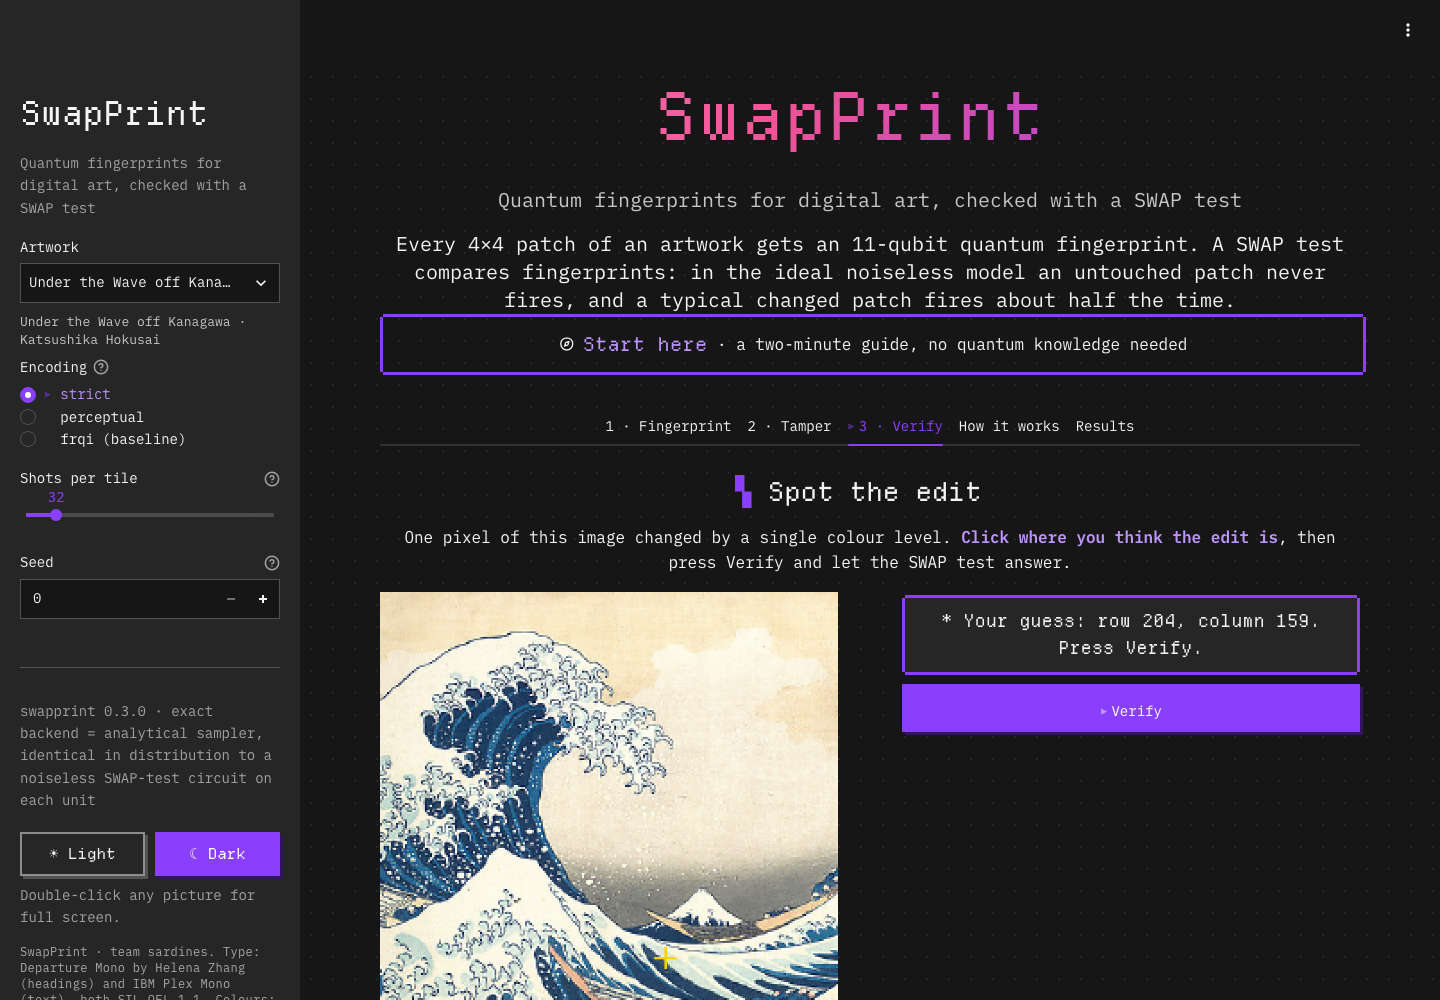 SwapPrint
Quantum fingerprints for
digital art, checked with a
SWAP test
Artwork
Under the Wave off Kana…
Under the Wave off Kanagawa ·
Katsushika Hokusai
Encoding
strict
perceptual
frqi (baseline)
Shots per tile
32
Seed
0
swapprint 0.3.0 · exact
backend = analytical sampler,
identical in distribution to a
noiseless SWAP-test circuit on
each unit
☀ Light
☾ Dark
Double-click any picture for
full screen.
SwapPrint · team sardines. Type:
Departure Mono by Helena Zhang
(headings) and IBM Plex Mono
(text), both SIL OFL 1.1. Colours:
SwapPrint
Quantum fingerprints for digital art, checked with a SWAP test
Every 4×4 patch of an artwork gets an 11-qubit quantum fingerprint. A SWAP test
compares fingerprints: in the ideal noiseless model an untouched patch never
fires, and a typical changed patch fires about half the time.
Start here · a two-minute guide, no quantum knowledge needed
1 · Fingerprint 2 · Tamper ▸3 · Verify How it works Results
Spot the edit
One pixel of this image changed by a single colour level. Click where you think the edit is, then
press Verify and let the SWAP test answer.
* Your guess: row 204, column 159.
Press Verify.
▸Verify